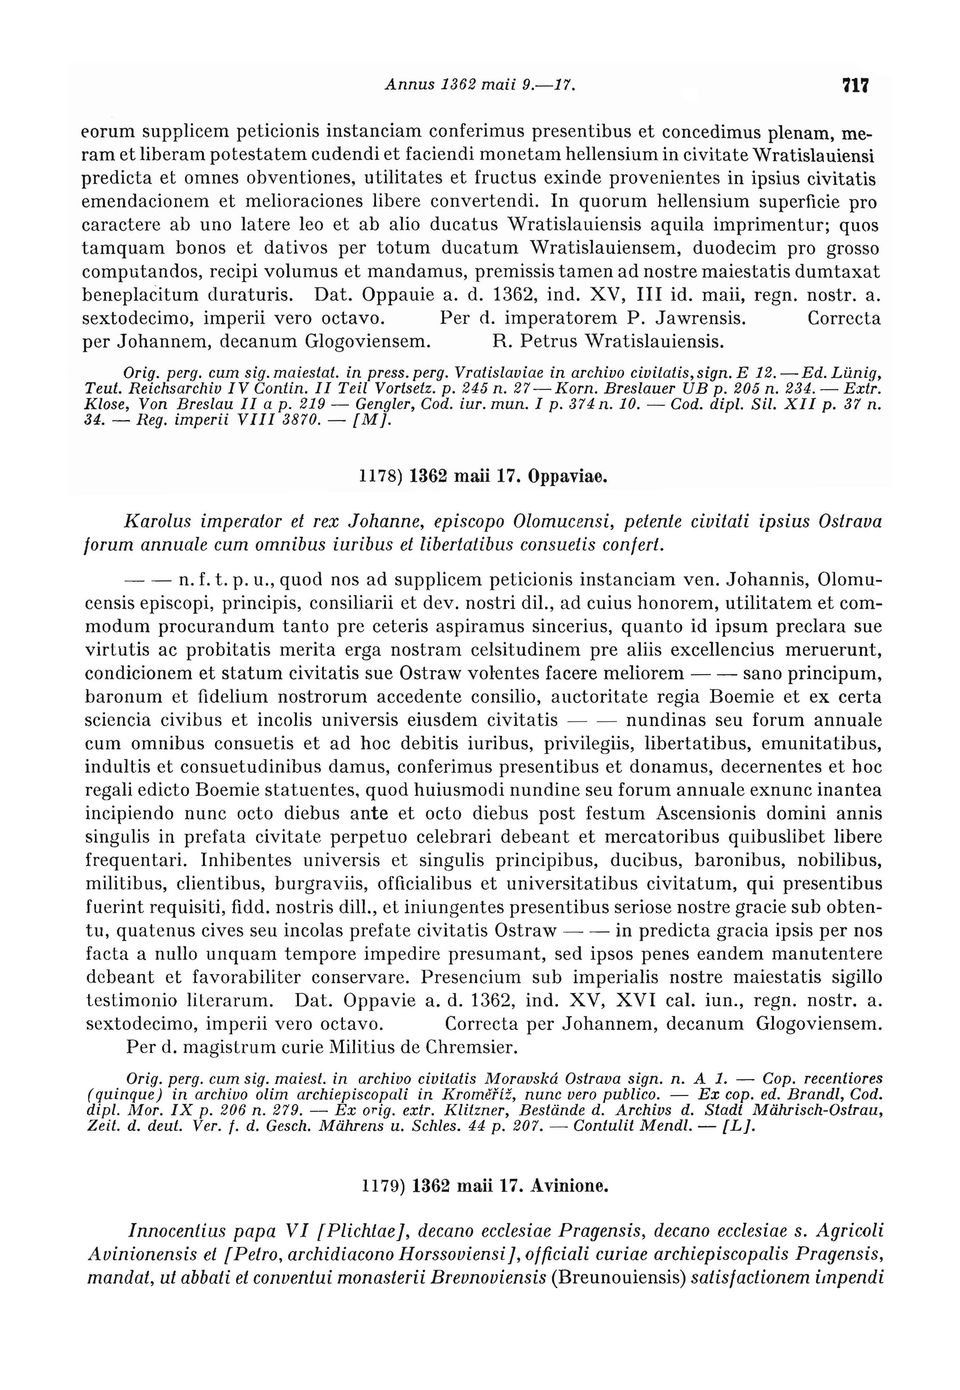 Annus 1362 maii 9.—17. 717
eorum supplicem peticionis instanciam conferimus presentibus et concedimus plenam, me-
ram et liberam potestatem cudendi et faciendi monetam hellensium in civitate Wratislauiensi
predicta et omnes obventiones, utilitates et fructus exinde provenientes in ipsius civitatis
emendacionem et melioraciones libere convertendi. In quorum hellensium superficie pro
caractere ab uno latere leo et ab alio ducatus Wratislauiensis aquila imprimentur; quos
tamquam bonos et dativos per totum ducatum Wratislauiensem, duodecim pro grosso
computandos, recipi volumus et mandamus, premissis tamen ad nostre maiestatis dumtaxat
beneplacitum duraturis. Dat. Oppauie a. d. 1362, ind. XV, III id. maii, regn. nostr. a.
sextodecimo, imperii vero octavo. Per d. imperatorem P. Jawrensis. Correcta
per Johannem, decanum Glogoviensem. R. Petrus Wratislauiensis.
Orig. perg. cum sig. maiestat. in press. perg. Vratislaviae in archivo civitatis, sign. E 12. — Ed. Lünig,
Teut. Reichsarchiv IV Contin. II Teil Vortsetz. p. 245 n. 27 — Korn. Breslauer UB p. 205 n. 234. — Extr.
Klose, Von Breslau II a p. 219 — Gengler, Cod. iur. mun. I p. 374 n. 10. — Cod. dipl. Sil. XII p. 37 n.
34. — Reg. imperii VIII 3870. — [M].
1178) 1362 maii 17. Oppaviae.
Karolus imperator et rex Johanne, episcopo Olomucensi, petente civitati ipsius Ostrava
forum annuale cum omnibus iuribus et libertatibus consuetis confert.
— — n. f. t. p. u., quod nos ad supplicem peticionis instanciam ven. Johannis, Olomu-
censis episcopi, principis, consiliarii et dev. nostri dil., ad cuius honorem, utilitatem et com-
modum procurandum tanto pre ceteris aspiramus sincerius, quanto id ipsum preclara sue
virtutis ac probitatis merita erga nostram celsitudinem pre aliis excellencius meruerunt,
condicionem et statum civitatis sue Ostraw volentes facere meliorem — — sano principum,
baronum et fidelium nostrorum accedente consilio, auctoritate regia Boemie et ex certa
sciencia civibus et incolis universis eiusdem civitatis — — nundinas seu forum annuale
cum omnibus consuetis et ad hoc debitis iuribus, privilegiis, libertatibus, emunitatibus,
indultis et consuetudinibus damus, conferimus presentibus et donamus, decernentes et hoc
regali edicto Boemie statuentes, quod huiusmodi nundine seu forum annuale exnunc inantea
incipiendo nunc octo diebus ante et octo diebus post festum Ascensionis domini annis
singulis in prefata civitate perpetuo celebrari debeant et mercatoribus quibuslibet libere
frequentari. Inhibentes universis et singulis principibus, ducibus, baronibus, nobilibus,
militibus, clientibus, burgraviis, officialibus et universitatibus civitatum, qui presentibus
fuerint requisiti, fidd. nostris dill., et iniungentes presentibus seriose nostre gracie sub obten-
tu, quatenus cives seu incolas prefate civitatis Ostraw — — in predicta gracia ipsis per nos
facta a nullo unquam tempore impedire presumant, sed ipsos penes eandem manutentere
debeant et favorabiliter conservare. Presencium sub imperialis nostre maiestatis sigillo
testimonio literarum. Dat. Oppavie a. d. 1362, ind. XV, XVI cal. iun., regn. nostr. a.
sextodecimo, imperii vero octavo. Correcta per Johannem, decanum Glogoviensem.
Per d. magistrum curie Militius de Chremsier.
Orig. perg. cum sig. maiest. in archivo civitatis Moravská Ostrava sign. n. A 1. — Cop. recentiores
(quinque) in archivo olim archiepiscopali in Kroměříž, nunc vero publico. — Ex cop. ed. Brandl, Cod.
dipl. Mor. IX p. 206 n. 279. — Ex orig. extr. Klitzner, Bestände d. Archivs d. Stadt Mährisch-Ostrau,
Zeit. d. deut. Ver. f. d. Gesch. Mährens u. Schles. 44 p. 207. — Contulit Mendl. — [L].
1179) 1362 maii 17. Avinione.
Innocentius papa VI [Plichtae], decano ecclesiae Pragensis, decano ecclesiae s. Agricoli
Avinionensis et [Petro, archidiacono Horssoviensi], officiali curiae archiepiscopalis Pragensis,
mandat, ut abbati et conventui monasterii Brevnoviensis (Breunouiensis) satisfactionem impendi